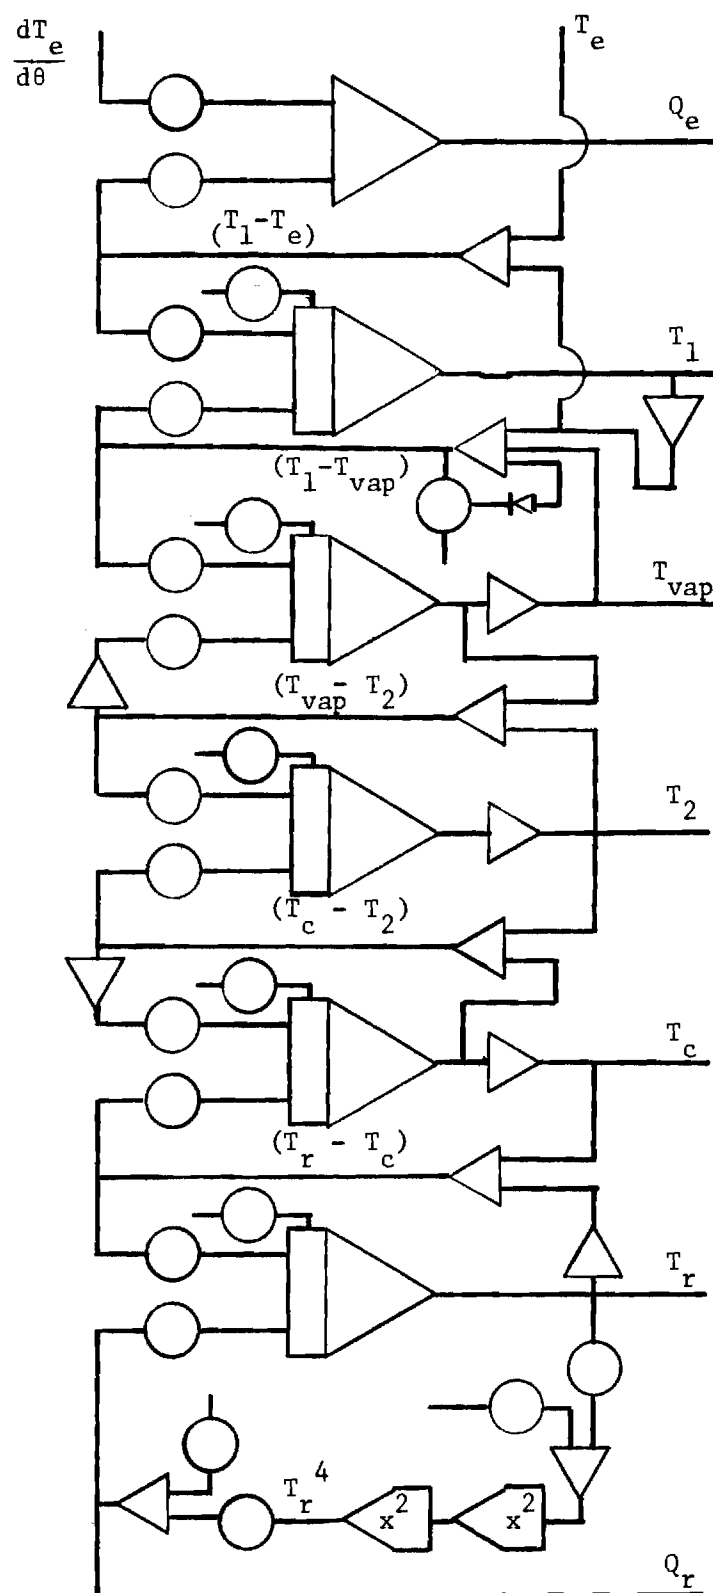 dT_e
dθ
T_e
Q_e
(T_1-T_e)
T_1
(T_1-T_vap)
T_vap
(T_vap - T_2)
T_2
(T_c - T_2)
T_c
(T_r - T_c)
T_r
T_r^4
x^2 x^2
Q_r